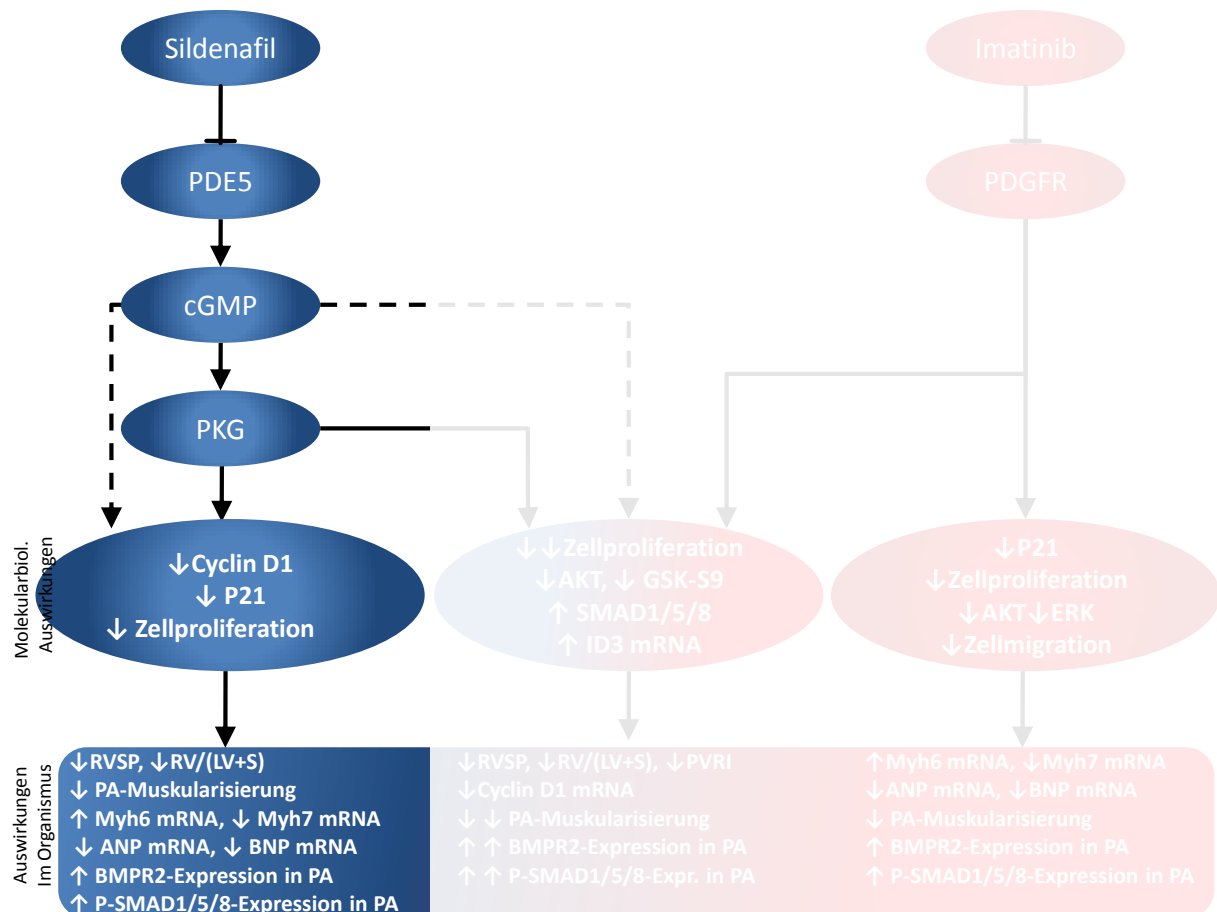 Sildenafil
Imatinib
PDE5
PDGFR
cGMP
PKG
Molekularbiol.
Auswirkungen
↓Cyclin D1
↓ P21
↓ Zellproliferation
↓↓Zellproliferation
↓AKT, ↓ GSK-S9
↑ SMAD1/5/8
↑ ID3 mRNA
↓P21
↓Zellproliferation
↓AKT↓ERK
↓Zellmigration
Auswirkungen
Im Organismus
↓RVSP, ↓RV/(LV+S)
↓ PA-Muskularisierung
↑ Myh6 mRNA, ↓ Myh7 mRNA
↓ ANP mRNA, ↓ BNP mRNA
↑ BMPR2-Expression in PA
↑ P-SMAD1/5/8-Expression in PA
↓RVSP, ↓RV/(LV+S), ↓PVRI
↓Cyclin D1 mRNA
↓ ↓ PA-Muskularisierung
↑ ↑ BMPR2-Expression in PA
↑ ↑ P-SMAD1/5/8-Expr. in PA
↑Myh6 mRNA, ↓Myh7 mRNA
↓ANP mRNA, ↓BNP mRNA
↓ PA-Muskularisierung
↑ BMPR2-Expression in PA
↑ P-SMAD1/5/8-Expression in PA